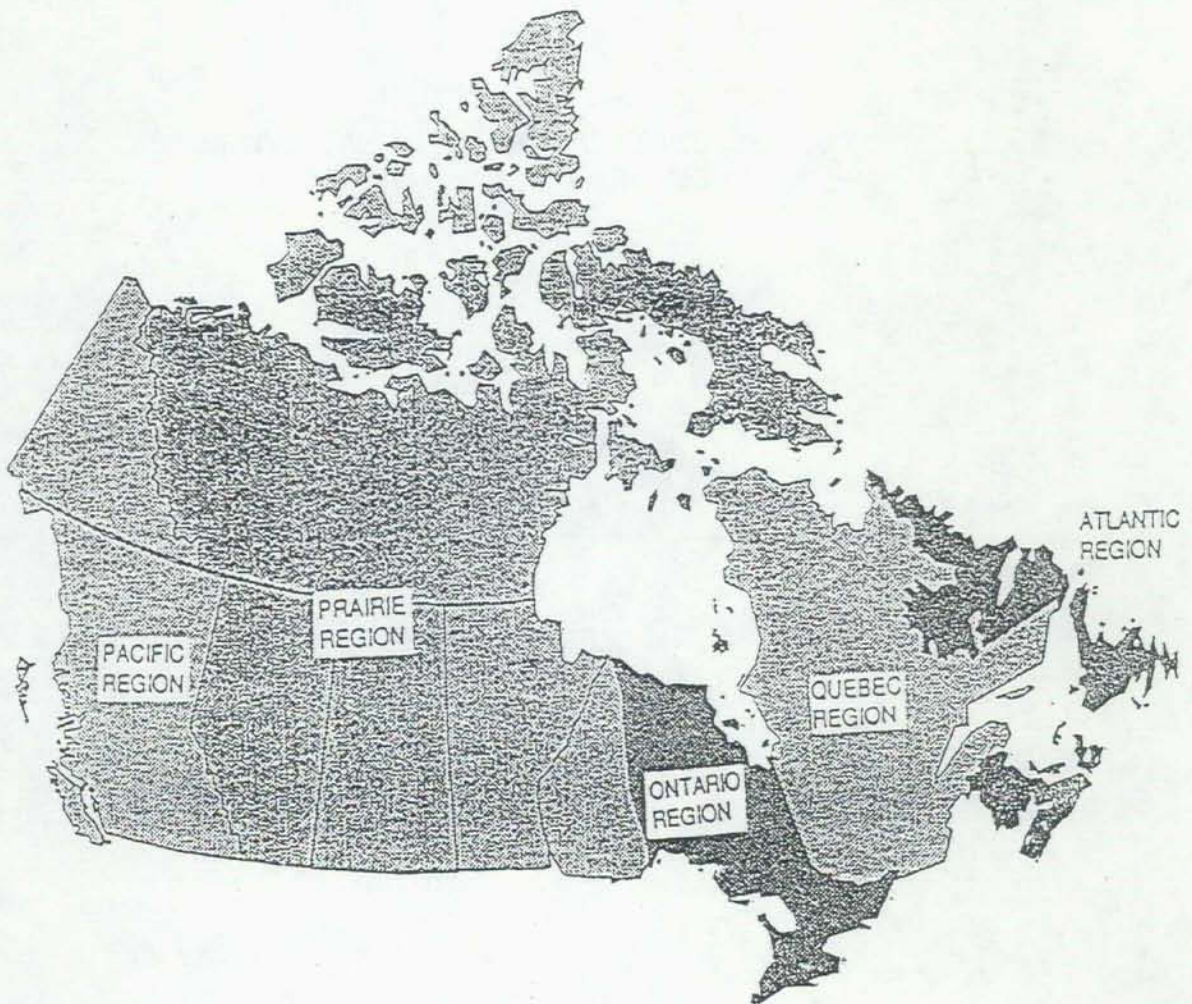 ATLANTIC
REGION
PRAIRIE
REGION
PACIFIC
REGION
QUEBEC
REGION
ONTARIO
REGION